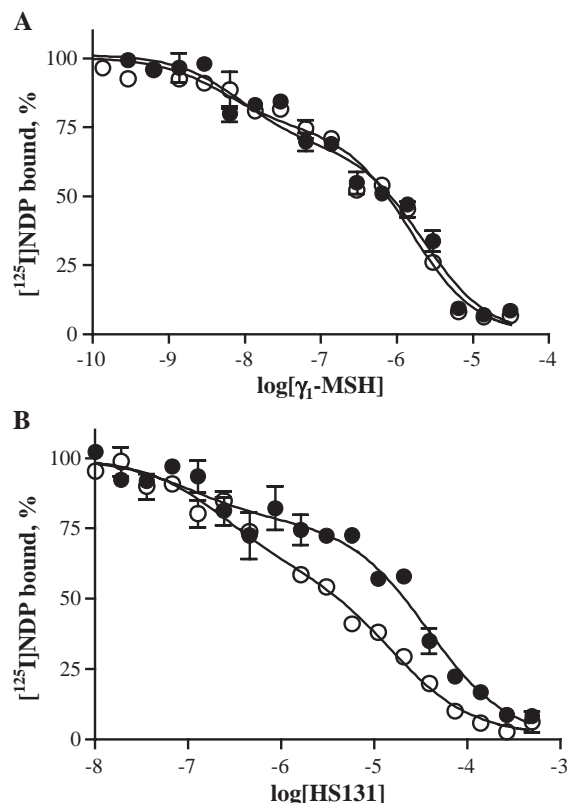 A
[¹²⁵I]NDP bound, %
100
75
50
25
0
-10 -9 -8 -7 -6 -5 -4
log[γ₁-MSH]
B
[¹²⁵I]NDP bound, %
100
75
50
25
0
-8 -7 -6 -5 -4 -3
log[HS131]